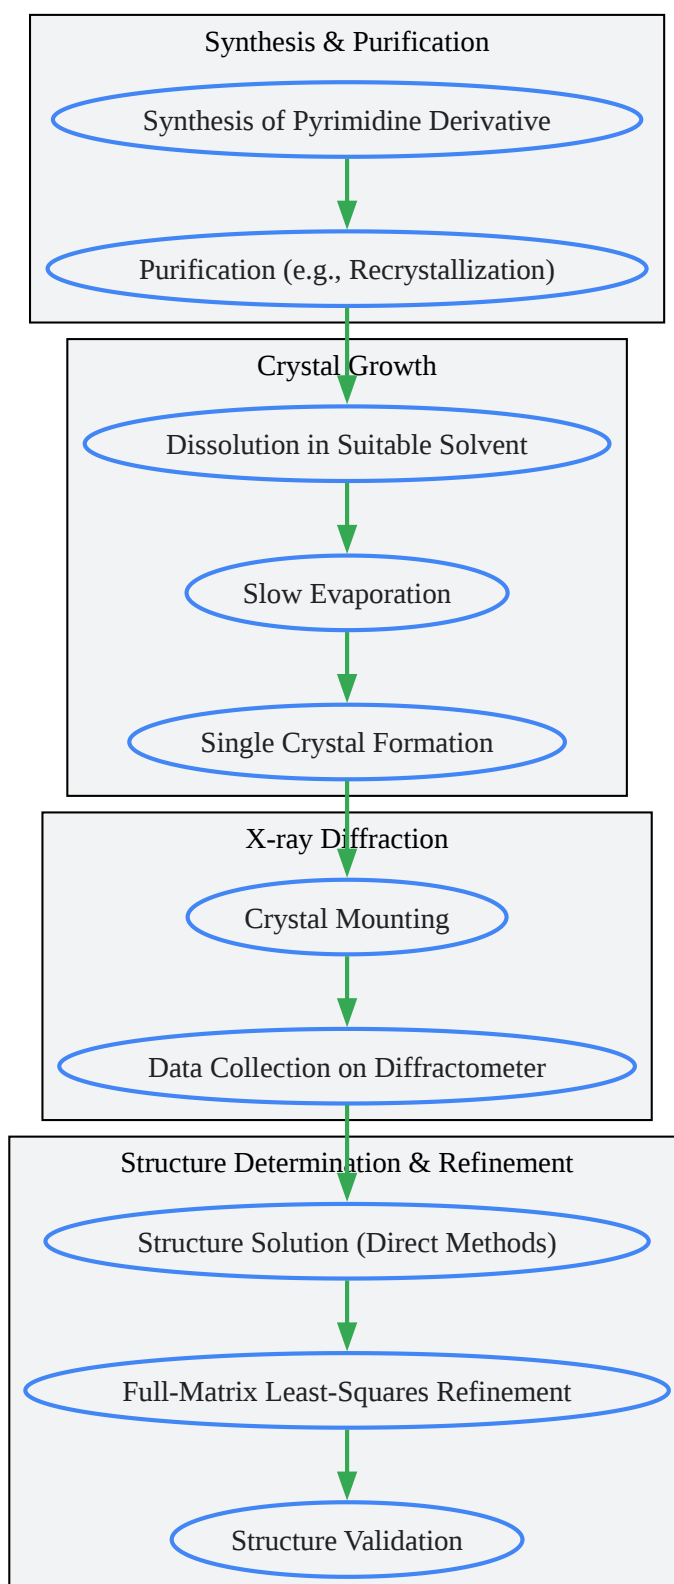 Synthesis & Purification
Synthesis of Pyrimidine Derivative
Purification (e.g., Recrystallization)
Crystal Growth
Dissolution in Suitable Solvent
Slow Evaporation
Single Crystal Formation
X-ray Diffraction
Crystal Mounting
Data Collection on Diffractometer
Structure Determination & Refinement
Structure Solution (Direct Methods)
Full-Matrix Least-Squares Refinement
Structure Validation